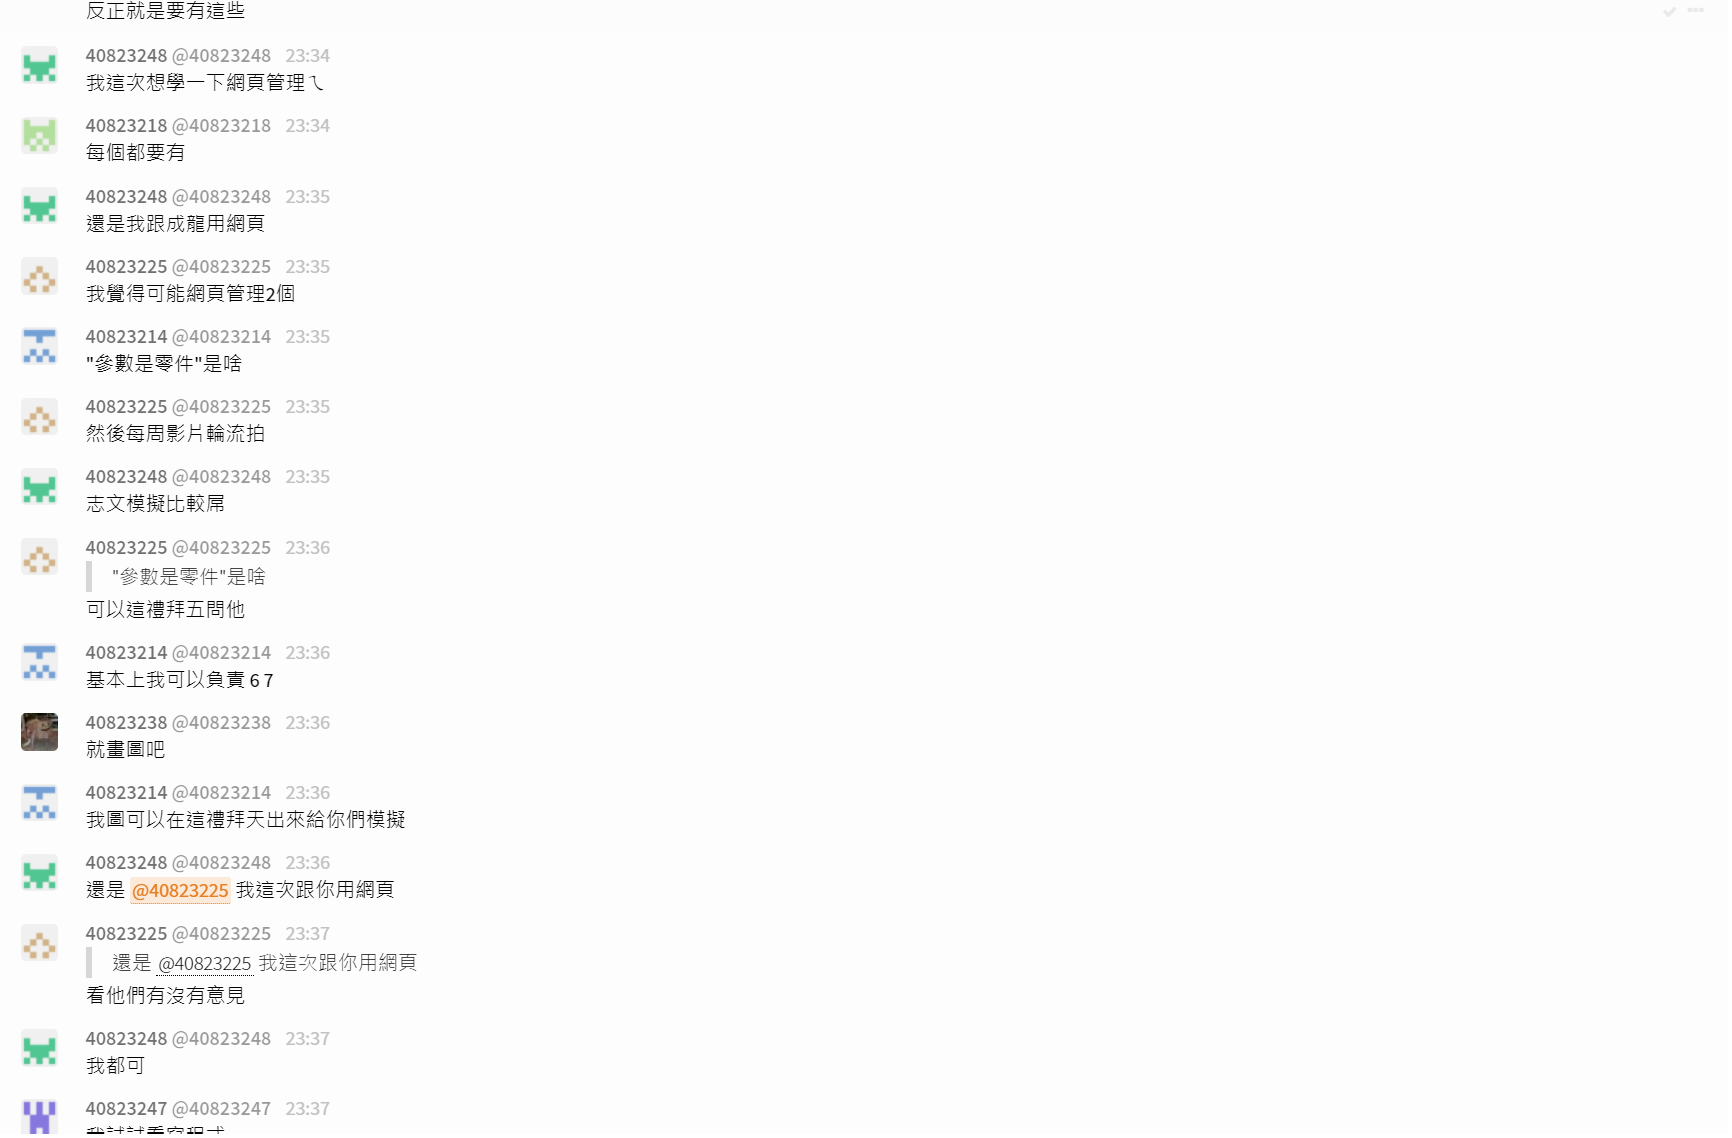 反正就是要有這些
40823248 @40823248 23:34
我這次想學一下網頁管理ㄟ
40823218 @40823218 23:34
每個都要有
40823248 @40823248 23:35
還是我跟成龍用網頁
40823225 @40823225 23:35
我覺得可能網頁管理2個
40823214 @40823214 23:35
"參數是零件"是啥
40823225 @40823225 23:35
然後每周影片輪流拍
40823248 @40823248 23:35
志文模擬比較屌
40823225 @40823225 23:36
"參數是零件"是啥
可以這禮拜五問他
40823214 @40823214 23:36
基本上我可以負責 6 7
40823238 @40823238 23:36
就畫圖吧
40823214 @40823214 23:36
我圖可以在這禮拜天出來給你們模擬
40823248 @40823248 23:36
還是 @40823225 我這次跟你用網頁
40823225 @40823225 23:37
還是 @40823225 我這次跟你用網頁
看他們有沒有意見
40823248 @40823248 23:37
我都可
40823247 @40823247 23:37
我試試看寫程式